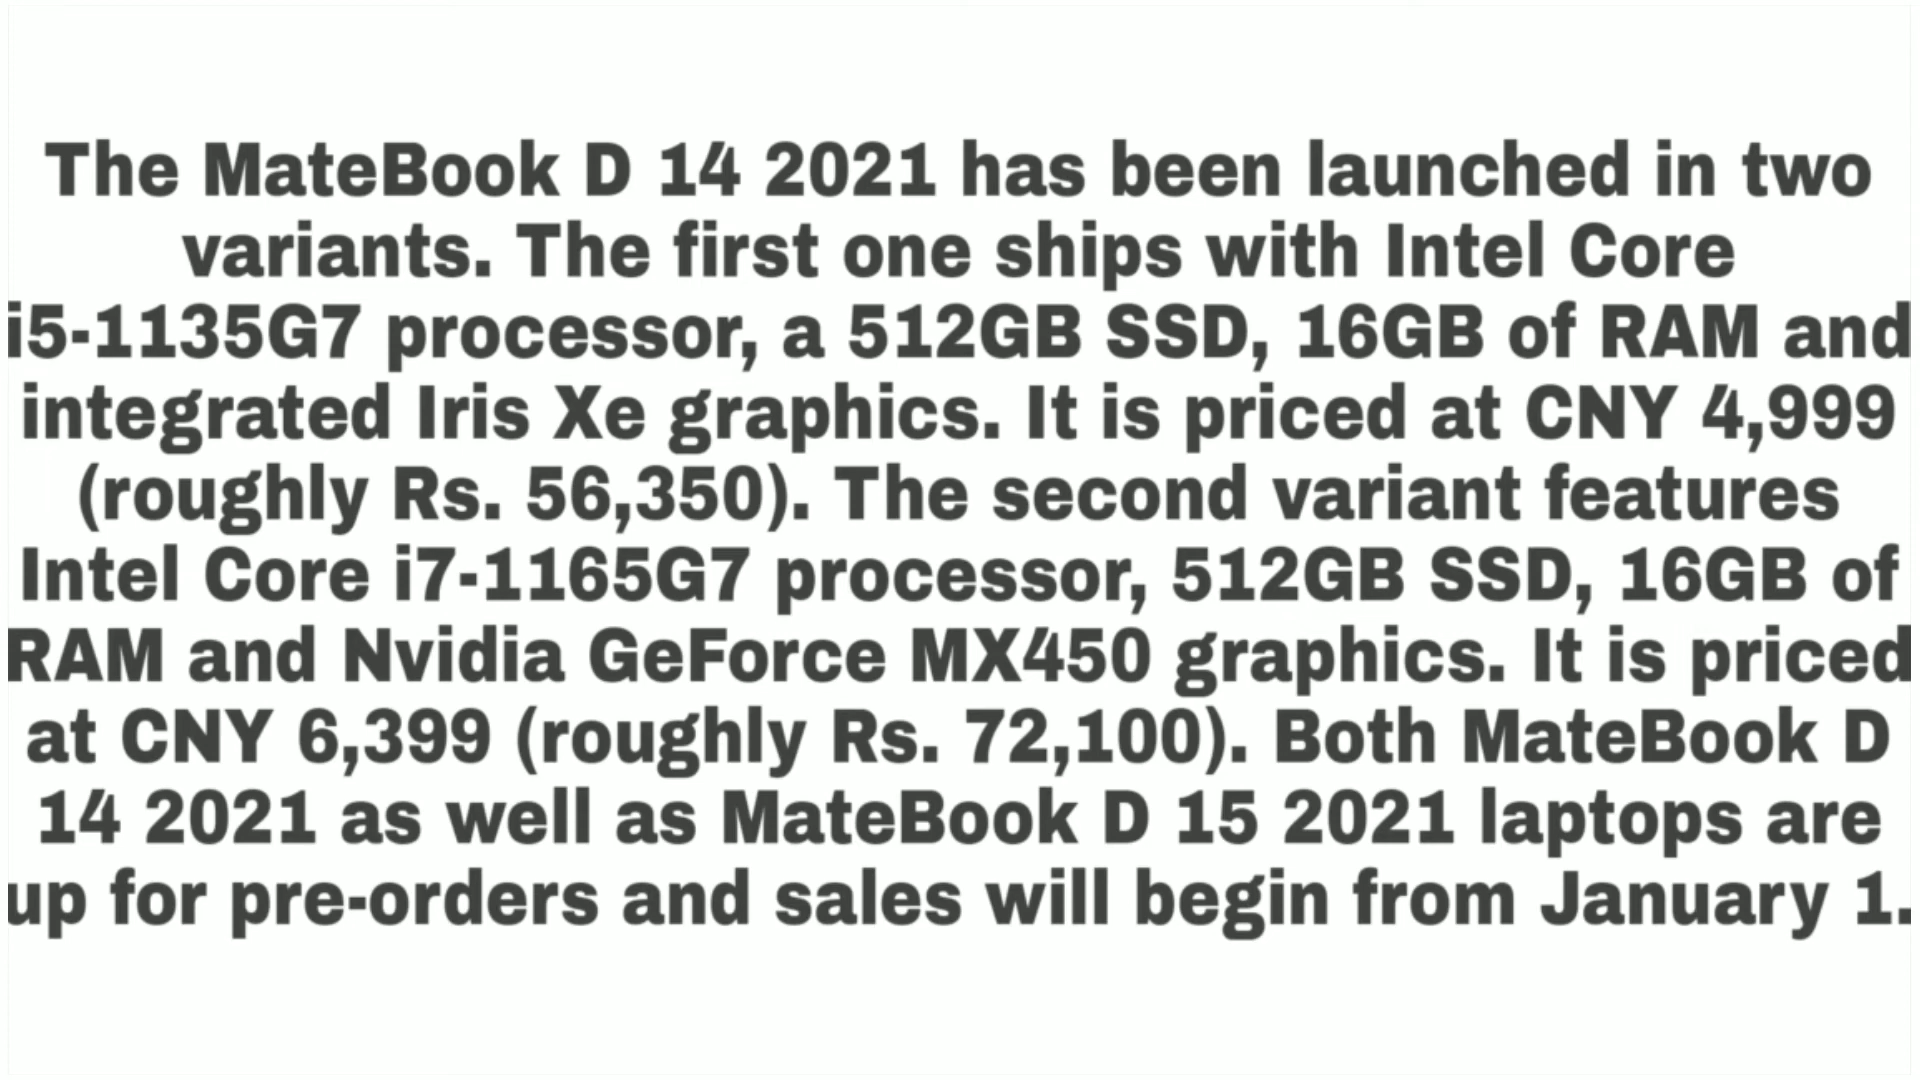 The MateBook D 14 2021 has been launched in two
variants. The first one ships with Intel Core
i5-1135G7 processor, a 512GB SSD, 16GB of RAM and
integrated Iris Xe graphics. It is priced at CNY 4,999
(roughly Rs. 56,350). The second variant features
Intel Core i7-1165G7 processor, 512GB SSD, 16GB of
RAM and Nvidia GeForce MX450 graphics. It is priced
at CNY 6,399 (roughly Rs. 72,100). Both MateBook D
14 2021 as well as MateBook D 15 2021 laptops are
up for pre-orders and sales will begin from January 1.